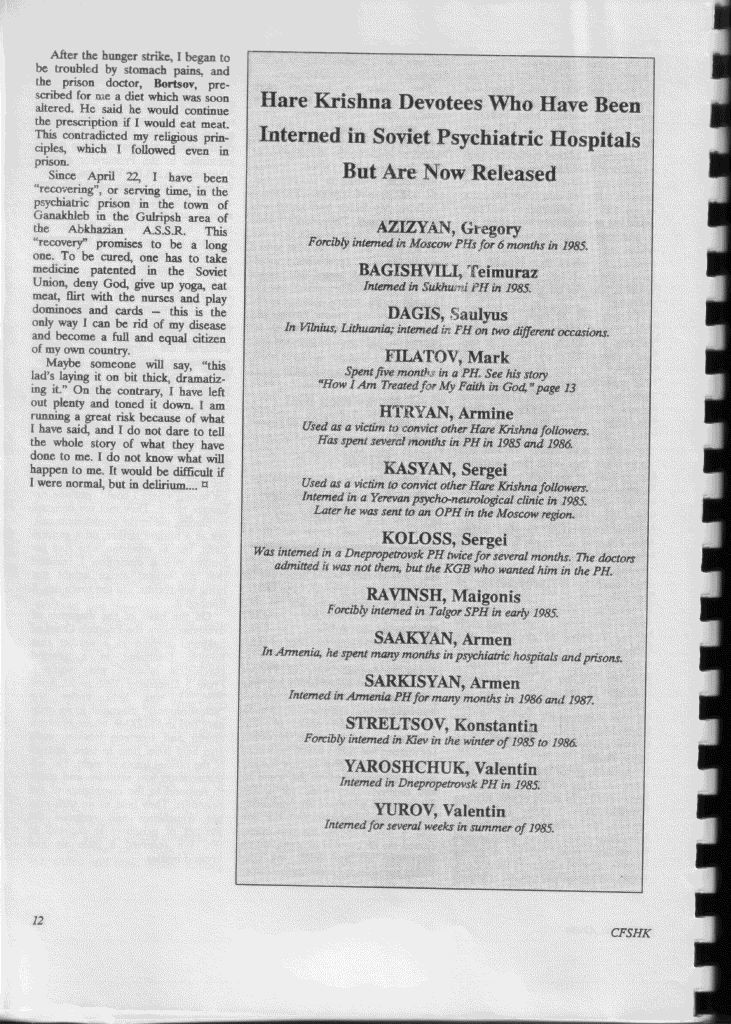 After the hunger strike, I began to
be troubled by stomach pains, and
the prison doctor, Bortsov, pre-
scribed for me a diet which was soon
altered. He said he would continue
the prescription if I would eat meat.
This contradicted my religious prin-
ciples, which I followed even in
prison.
Since April 22, I have been
"recovering", or serving time, in the
psychiatric prison in the town of
Ganakhleb in the Gulripsh area of
the Abkhazian A.S.S.R. This
"recovery" promises to be a long
one. To be cured, one has to take
medicine patented in the Soviet
Union, deny God, give up yoga, eat
meat, flirt with the nurses and play
dominoes and cards — this is the
only way I can be rid of my disease
and become a full and equal citizen
of my own country.
Maybe someone will say, "this
lad's laying it on bit thick, dramatiz-
ing it." On the contrary, I have left
out plenty and toned it down. I am
running a great risk because of what
I have said, and I do not dare to tell
the whole story of what they have
done to me. I do not know what will
happen to me. It would be difficult if
I were normal, but in delirium.... ¤
Hare Krishna Devotees Who Have Been
Interned in Soviet Psychiatric Hospitals
But Are Now Released
AZIZYAN, Gregory
Forcibly interned in Moscow PHs for 6 months in 1985.
BAGISHVILI, Teimuraz
Interned in Sukhumi PH in 1985.
DAGIS, Saulyus
In Vilnius, Lithuania; interned in PH on two different occasions.
FILATOV, Mark
Spent five months in a PH. See his story
"How I Am Treated for My Faith in God," page 13
HTRYAN, Armine
Used as a victim to convict other Hare Krishna followers.
Has spent several months in PH in 1985 and 1986.
KASYAN, Sergei
Used as a victim to convict other Hare Krishna followers.
Interned in a Yerevan psycho-neurological clinic in 1985.
Later he was sent to an OPH in the Moscow region.
KOLOSS, Sergei
Was interned in a Dnepropetrovsk PH twice for several months. The doctors
admitted it was not them, but the KGB who wanted him in the PH.
RAVINSH, Maigonis
Forcibly interned in Talgor SPH in early 1985.
SAAKYAN, Armen
In Armenia, he spent many months in psychiatric hospitals and prisons.
SARKISYAN, Armen
Interned in Armenia PH for many months in 1986 and 1987.
STRELTSOV, Konstantin
Forcibly interned in Kiev in the winter of 1985 to 1986.
YAROSHCHUK, Valentin
Interned in Dnepropetrovsk PH in 1985.
YUROV, Valentin
Interned for several weeks in summer of 1985.
12
CFSHK